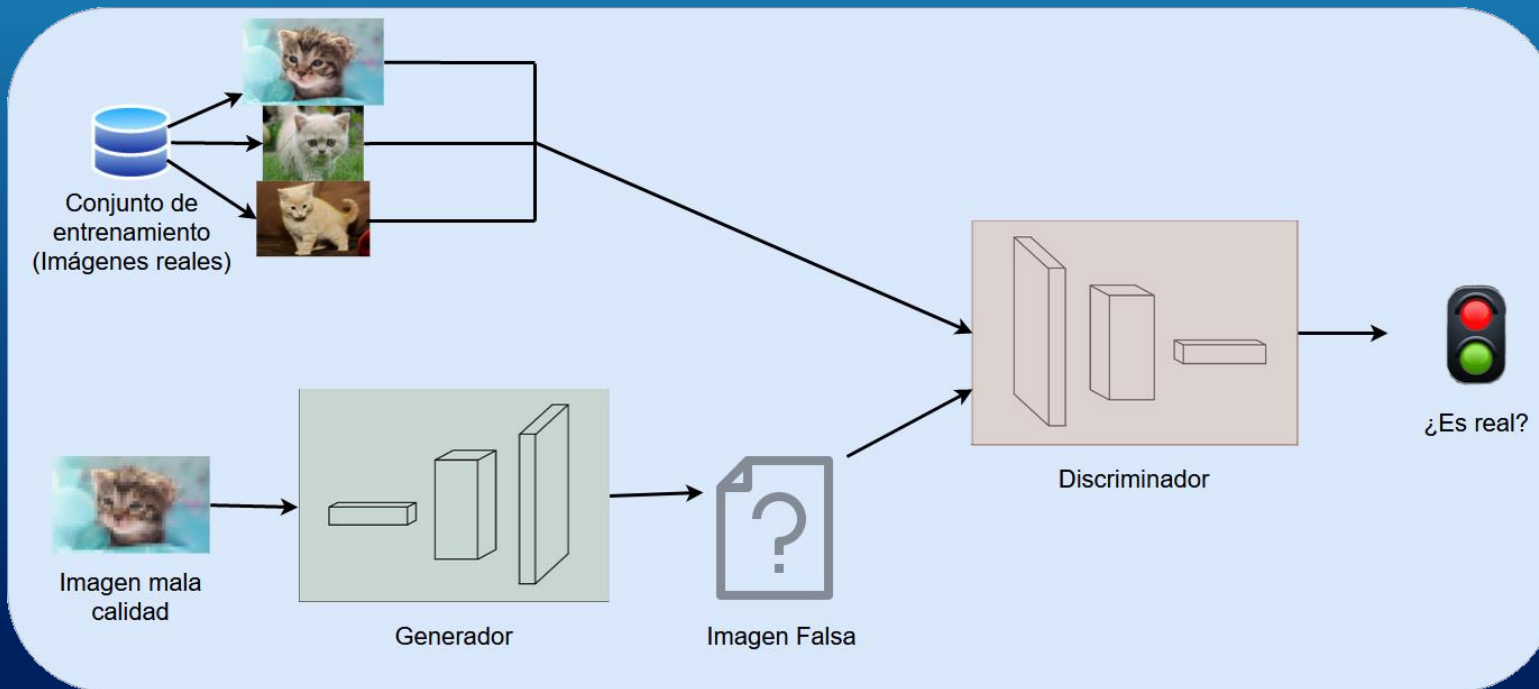 Conjunto de
entrenamiento
(Imágenes reales)
¿Es real?
Discriminador
Imagen mala
calidad
Generador
Imagen Falsa